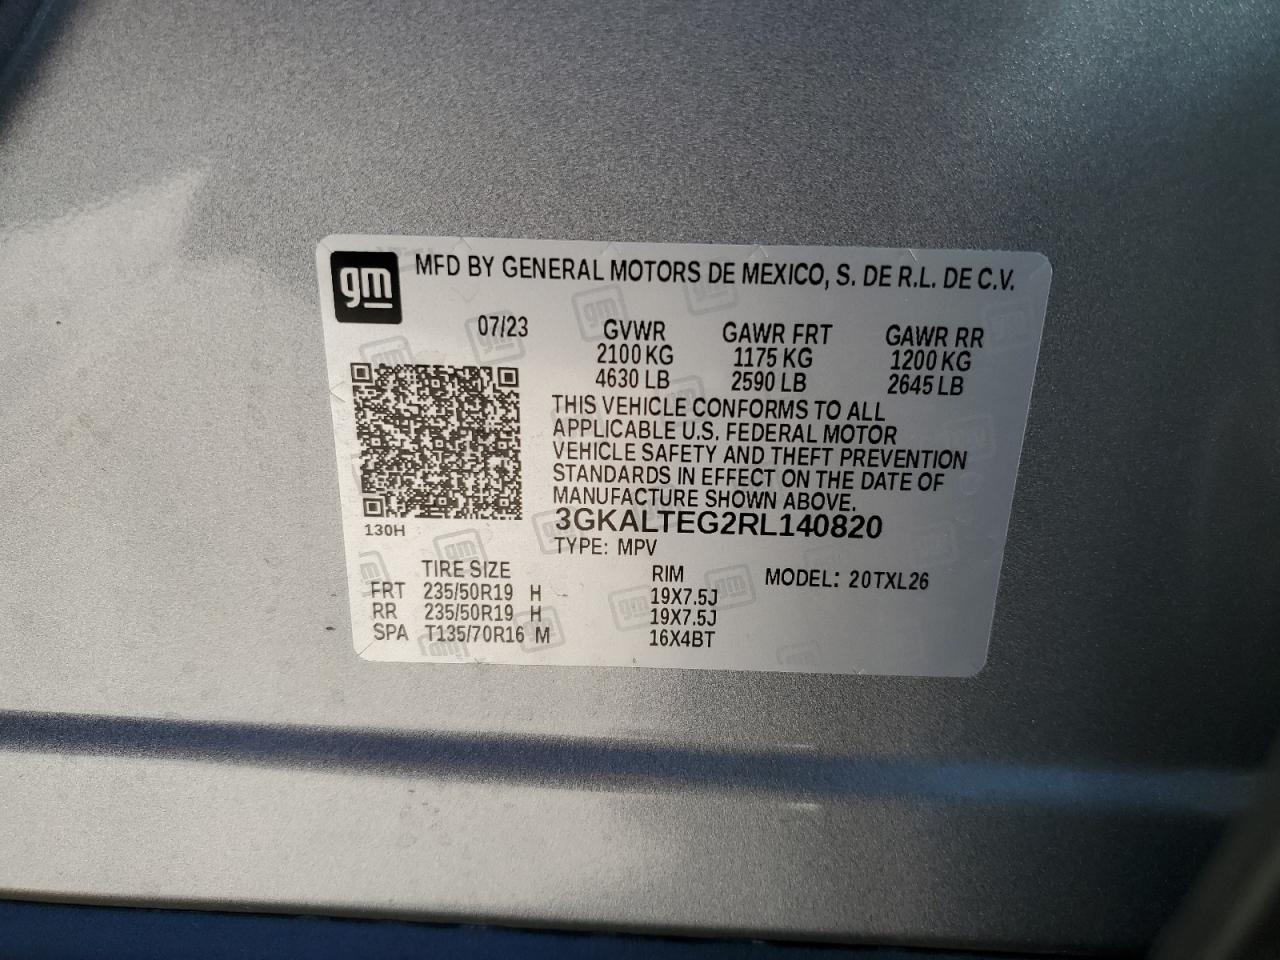 gm MFD BY GENERAL MOTORS DE MEXICO, S. DE R.L. DE C.V.
07/23 GVWR GAWR FRT GAWR RR
2100 KG 1175 KG 1200 KG
4630 LB 2590 LB 2645 LB
THIS VEHICLE CONFORMS TO ALL
APPLICABLE U.S. FEDERAL MOTOR
VEHICLE SAFETY AND THEFT PREVENTION
STANDARDS IN EFFECT ON THE DATE OF
MANUFACTURE SHOWN ABOVE.
130H 3GKALTEG2RL140820
TYPE: MPV
TIRE SIZE RIM MODEL: 20TXL26
FRT 235/50R19 H 19X7.5J
RR 235/50R19 H 19X7.5J
SPA T135/70R16 M 16X4BT